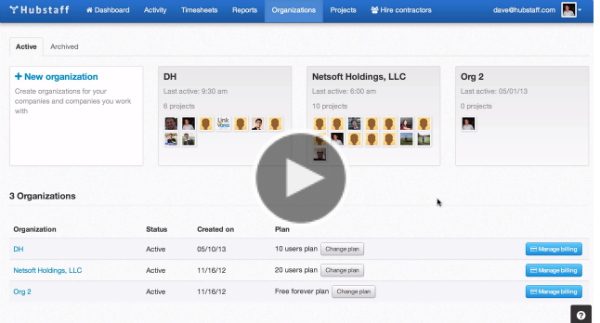 Hubstaff Dashboard Activity Timesheets Reports Organizations Projects Hire contractors dave@hubstaff.com
Active Archived
+ New organization
Create organizations for your
companies and companies you work
with
DH
Last active: 9:30 am
6 projects
Link
Netsoft Holdings, LLC
Last active: 6:00 am
10 projects
Org 2
Last active: 05/01/13
0 projects
3 Organizations
Organization Status Created on Plan
DH Active 05/10/13 10 users plan Change plan Manage billing
Netsoft Holdings, LLC Active 11/16/12 20 users plan Change plan Manage billing
Org 2 Active 11/16/12 Free forever plan Change plan Manage billing
?